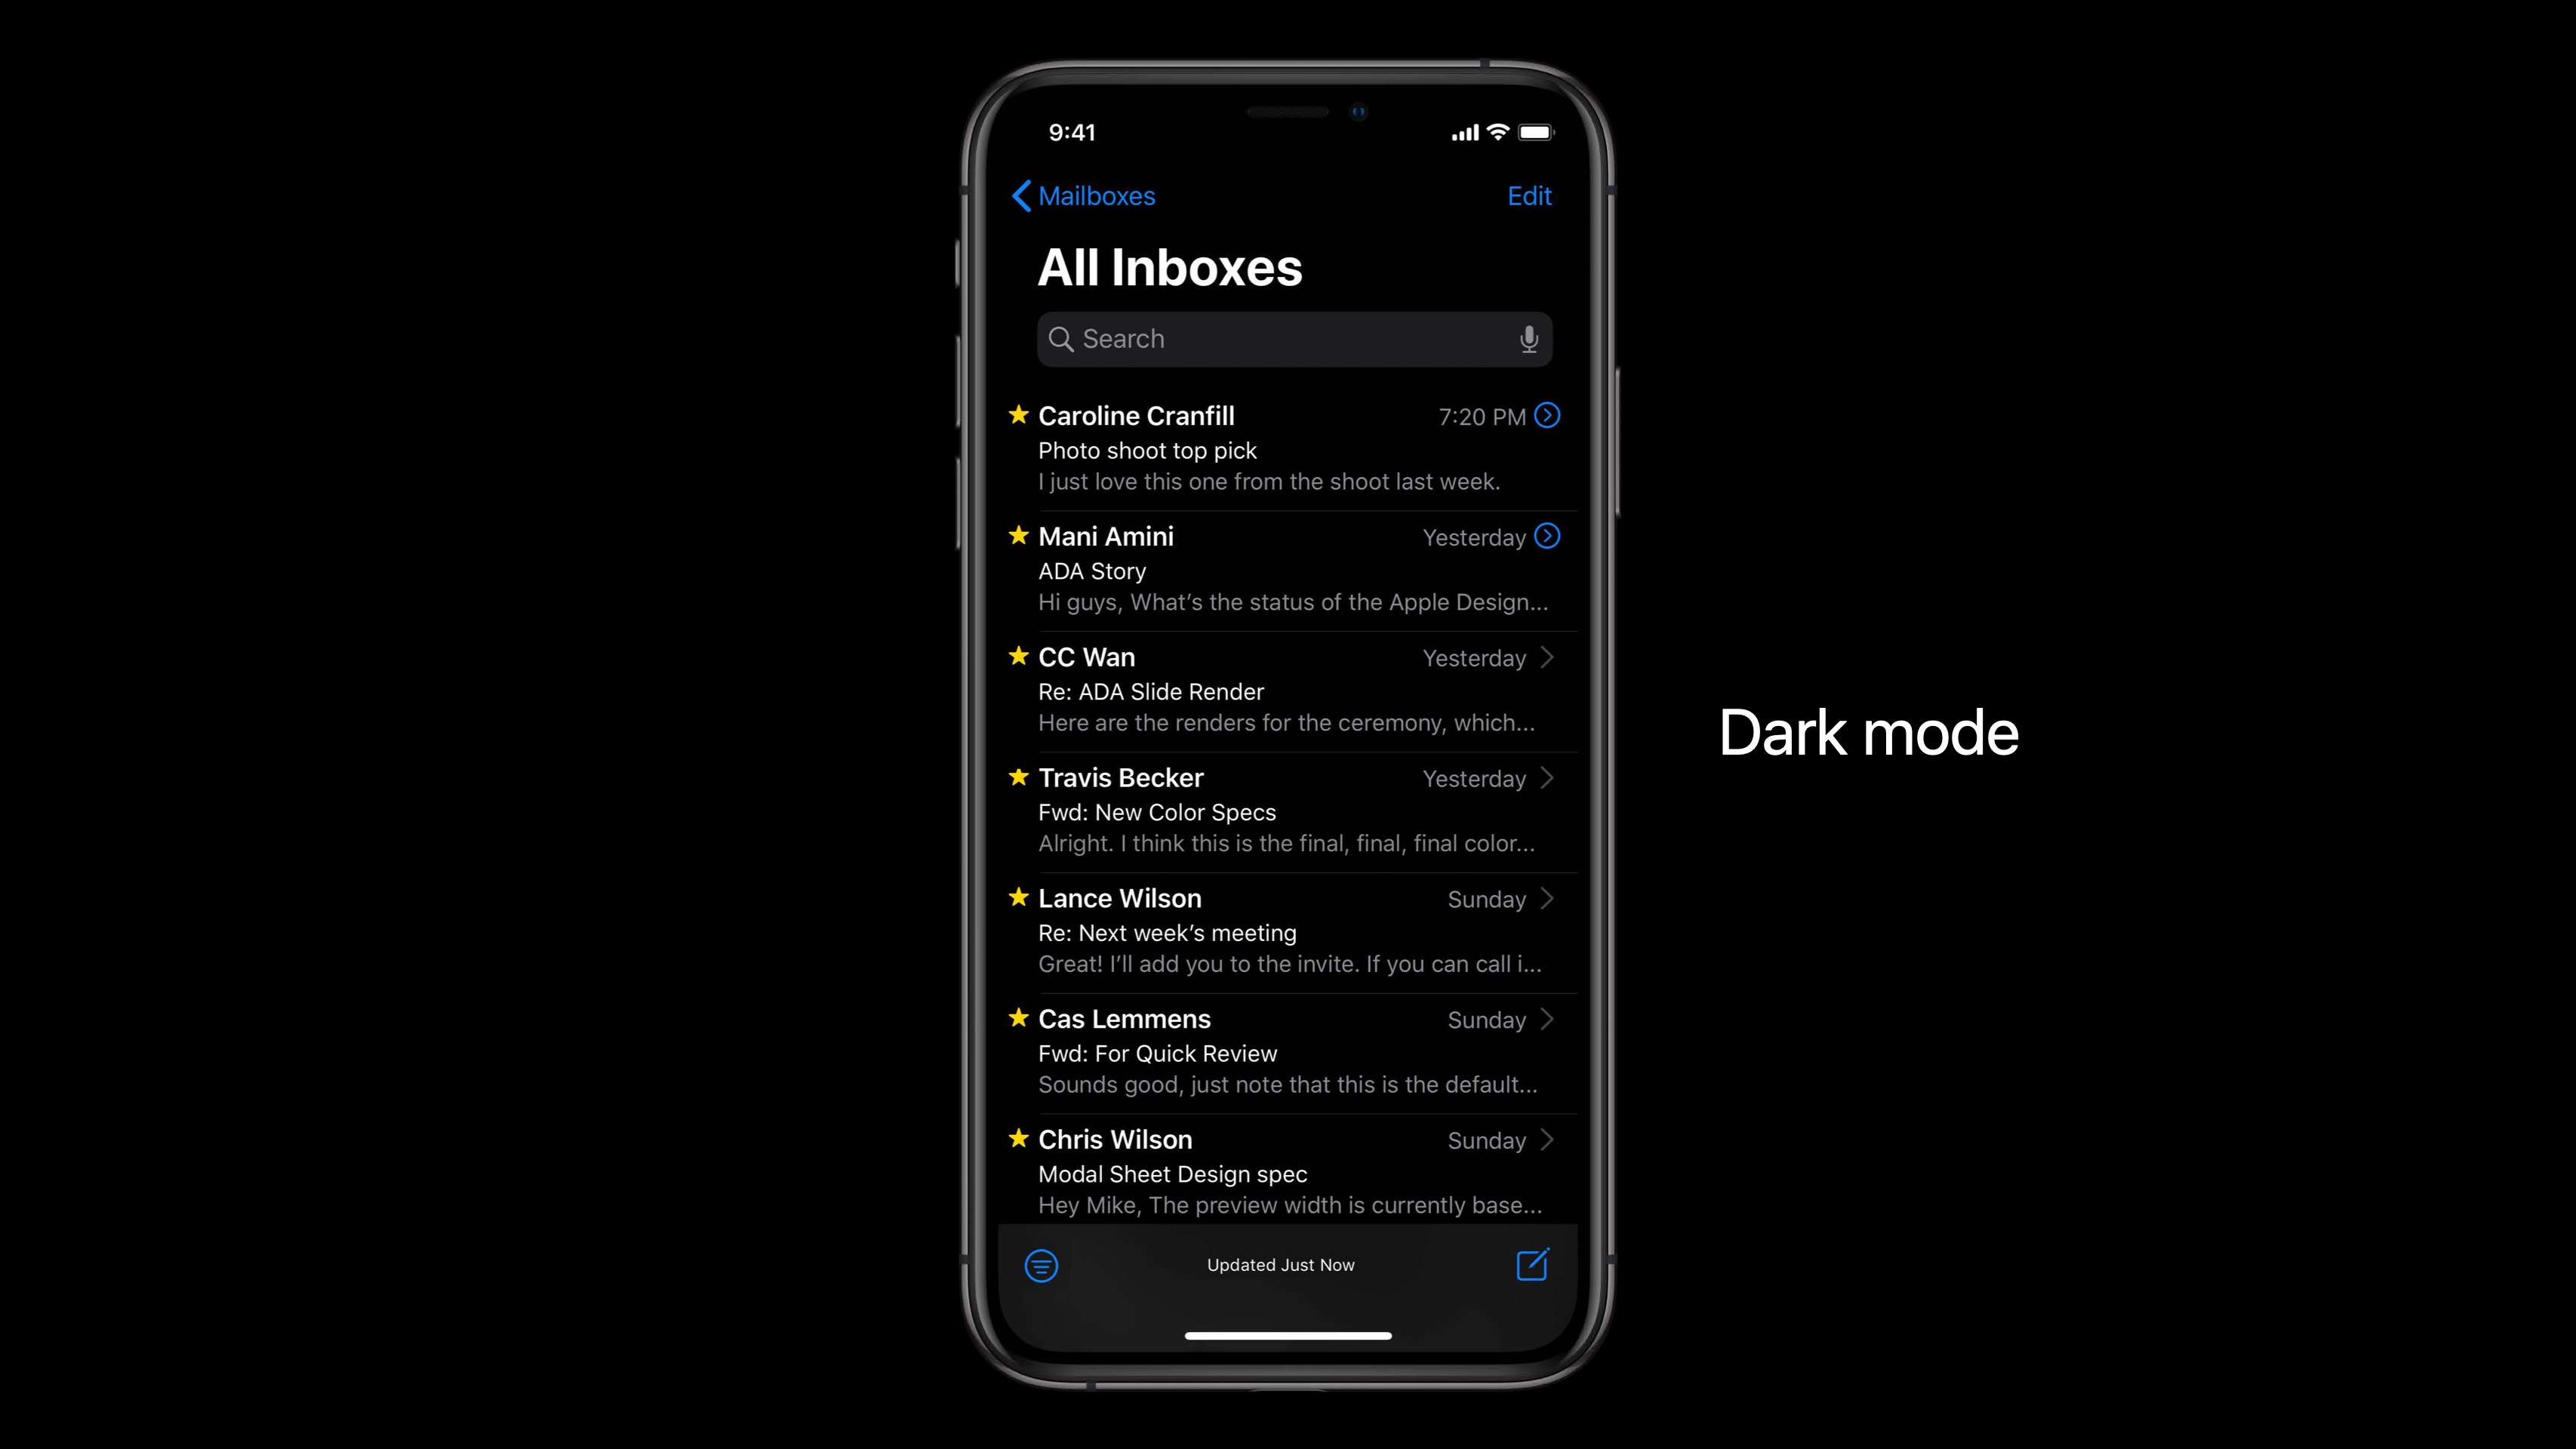 9:41
Mailboxes
Edit
All Inboxes
Search
Caroline Cranfill
7:20 PM
Photo shoot top pick
I just love this one from the shoot last week.
Mani Amini
Yesterday
ADA Story
Hi guys, What’s the status of the Apple Design...
CC Wan
Yesterday
Re: ADA Slide Render
Here are the renders for the ceremony, which...
Travis Becker
Yesterday
Fwd: New Color Specs
Alright. I think this is the final, final, final color...
Lance Wilson
Sunday
Re: Next week’s meeting
Great! I’ll add you to the invite. If you can call i...
Cas Lemmens
Sunday
Fwd: For Quick Review
Sounds good, just note that this is the default...
Chris Wilson
Sunday
Modal Sheet Design spec
Hey Mike, The preview width is currently base...
Updated Just Now
Dark mode